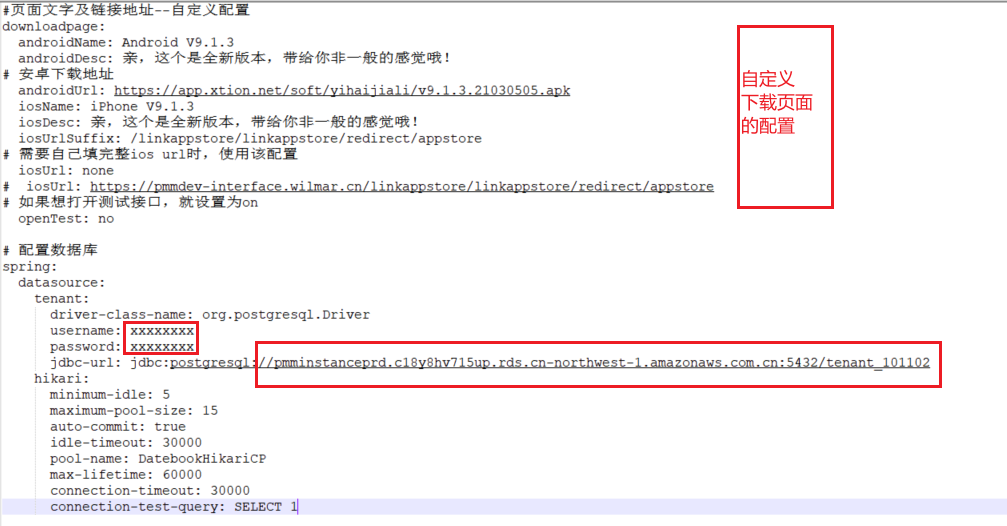 #页面文字及链接地址--自定义配置
downloadpage:
  androidName: Android V9.1.3
  androidDesc: 亲，这个是全新版本，带给你非一般的感觉哦！
# 安卓下载地址
  androidUrl: https://app.xtion.net/soft/yihaijiali/v9.1.3.21030505.apk
  iosName: iPhone V9.1.3
  iosDesc: 亲，这个是全新版本，带给你非一般的感觉哦！
  iosUrlSuffix: /linkappstore/linkappstore/redirect/appstore
# 需要自己填完整ios url时，使用该配置
  iosUrl: none
#  iosUrl: https://pmmdev-interface.wilmar.cn/linkappstore/linkappstore/redirect/appstore
# 如果想打开测试接口，就设置为on
  openTest: no
自定义
下载页面
的配置
# 配置数据库
spring:
  datasource:
    tenant:
      driver-class-name: org.postgresql.Driver
      username: xxxxxxxx
      password: xxxxxxxx
      jdbc-url: jdbc:postgresql://pmminstanceprd.cl8y8hv715up.rds.cn-northwest-1.amazonaws.com.cn:5432/tenant_101102
    hikari:
      minimum-idle: 5
      maximum-pool-size: 15
      auto-commit: true
      idle-timeout: 30000
      pool-name: DatebookHikariCP
      max-lifetime: 60000
      connection-timeout: 30000
      connection-test-query: SELECT 1